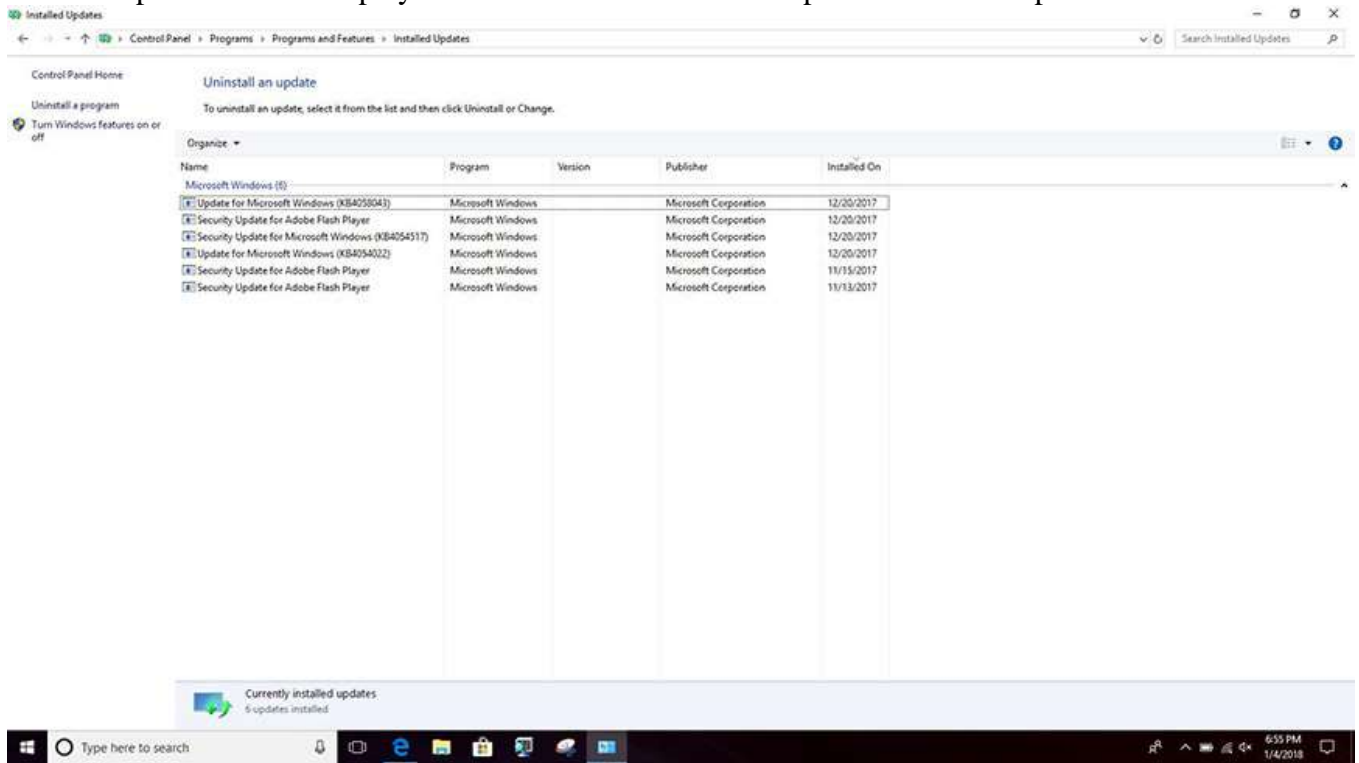 Installed Updates
Control Panel › Programs › Programs and Features › Installed Updates
Search Installed Updates
Control Panel Home
Uninstall a program
Turn Windows features on or
off
Uninstall an update
To uninstall an update, select it from the list and then click Uninstall or Change.
Organize
Name Program Version Publisher Installed On
Microsoft Windows (6)
Update for Microsoft Windows (KB4058043) Microsoft Windows Microsoft Corporation 12/20/2017
Security Update for Adobe Flash Player Microsoft Windows Microsoft Corporation 12/20/2017
Security Update for Microsoft Windows (KB4054517) Microsoft Windows Microsoft Corporation 12/20/2017
Update for Microsoft Windows (KB4054022) Microsoft Windows Microsoft Corporation 12/20/2017
Security Update for Adobe Flash Player Microsoft Windows Microsoft Corporation 11/15/2017
Security Update for Adobe Flash Player Microsoft Windows Microsoft Corporation 11/13/2017
Currently installed updates
6 updates installed
Type here to search
6:55 PM
1/4/2018